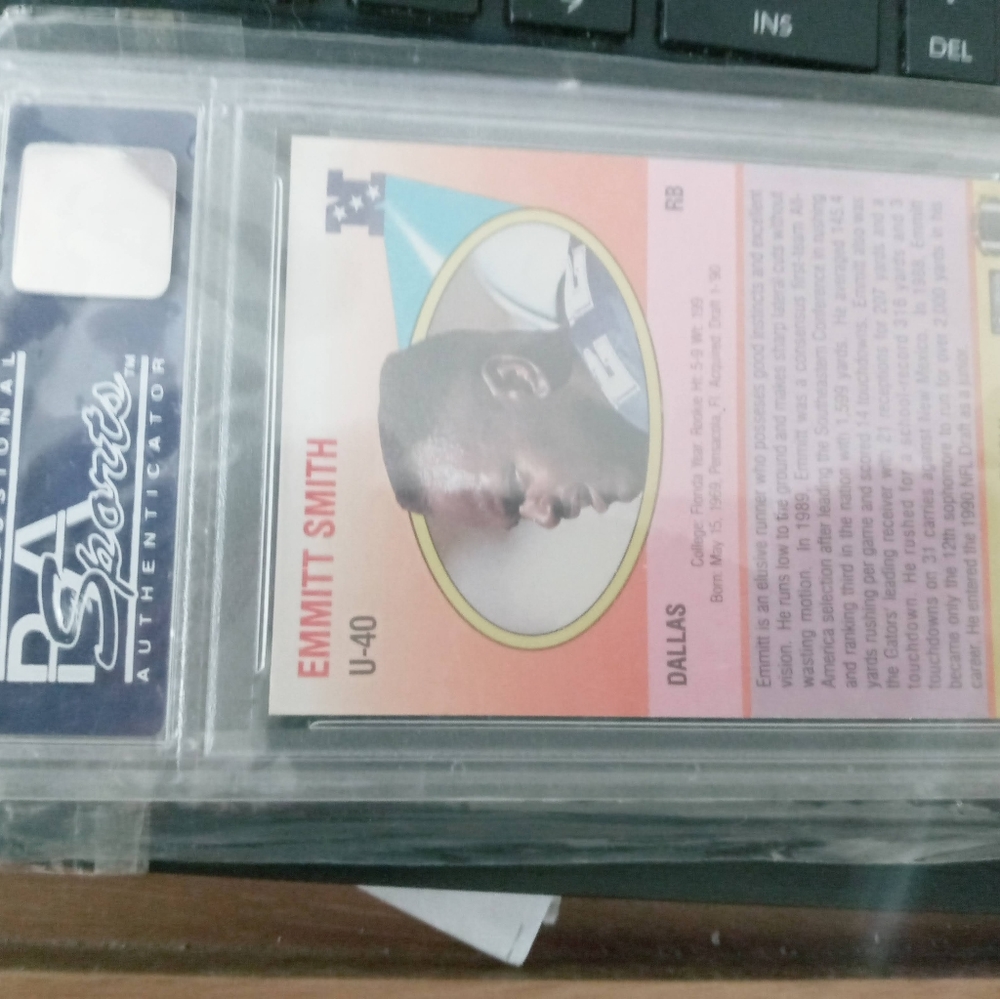 INS
DEL
PSA
Sports™
AUTHENTICATOR
EMMITT SMITH
U-40
DALLAS
RB
College: Florida Year: Rookie Ht: 5-9 Wt: 199
Born: May 15, 1969, Pensacola, FL Acquired: Draft 1- 90
Emmitt is an elusive runner who possesses good instincts and excellent
vision. He runs low to the ground and makes sharp lateral cuts without
wasting motion. In 1989, Emmitt was a consensus first-team All-
America selection after leading the Southeastern Conference in rushing
and ranking third in the nation with 1,599 yards. He averaged 145.4
yards rushing per game and scored 14 touchdowns. Emmitt also was
the Gators' leading receiver with 21 receptions for 207 yards and a
touchdown. He rushed for a school-record 316 yards and 3
touchdowns on 31 carries against New Mexico. In 1988, Emmitt
became only the 12th sophomore to run for over 2,000 yards in his
career. He entered the 1990 NFL Draft as a junior.